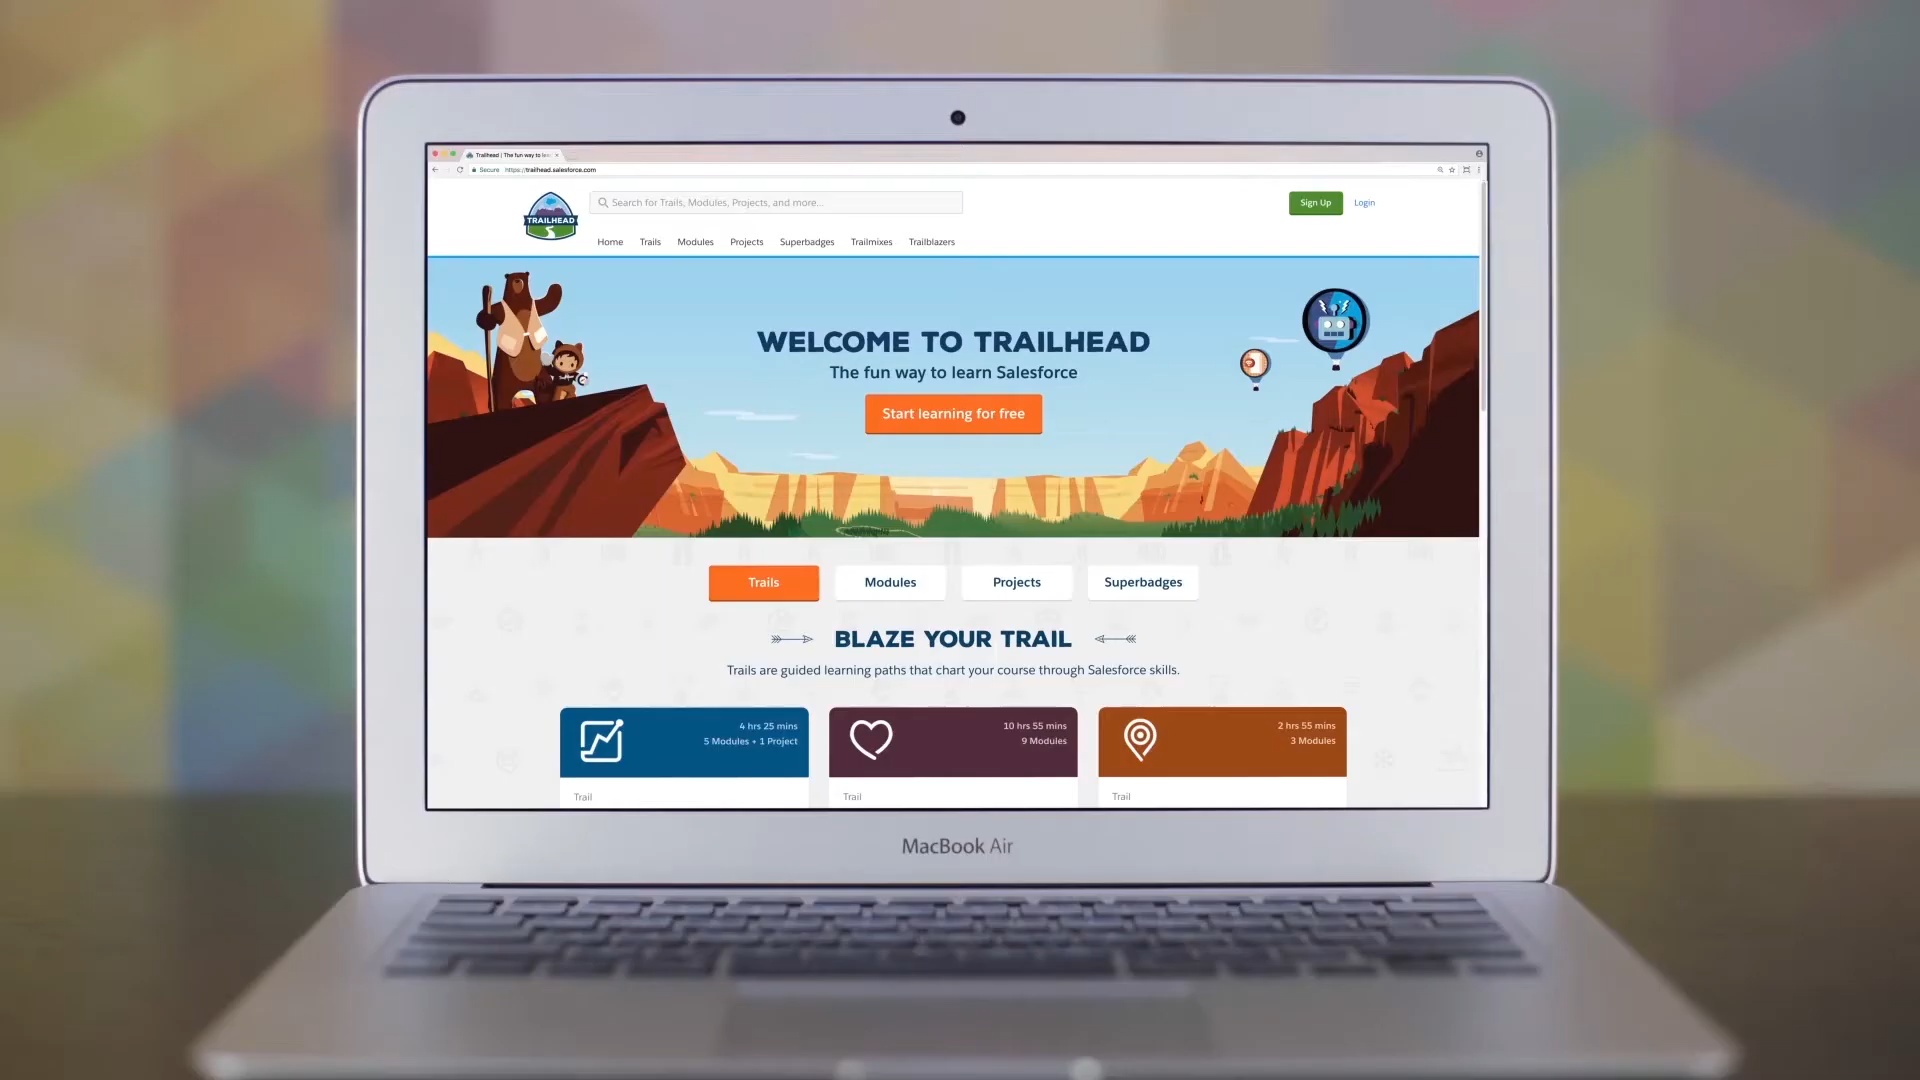 Trailhead | The fun way to lea
Secure https://trailhead.salesforce.com
TRAILHEAD
Search for Trails, Modules, Projects, and more...
Sign Up
Login
Home Trails Modules Projects Superbadges Trailmixes Trailblazers
WELCOME TO TRAILHEAD
The fun way to learn Salesforce
Start learning for free
Trails Modules Projects Superbadges
BLAZE YOUR TRAIL
Trails are guided learning paths that chart your course through Salesforce skills.
4 hrs 25 mins
5 Modules + 1 Project
10 hrs 55 mins
9 Modules
2 hrs 55 mins
3 Modules
Trail
Trail
Trail
MacBook Air